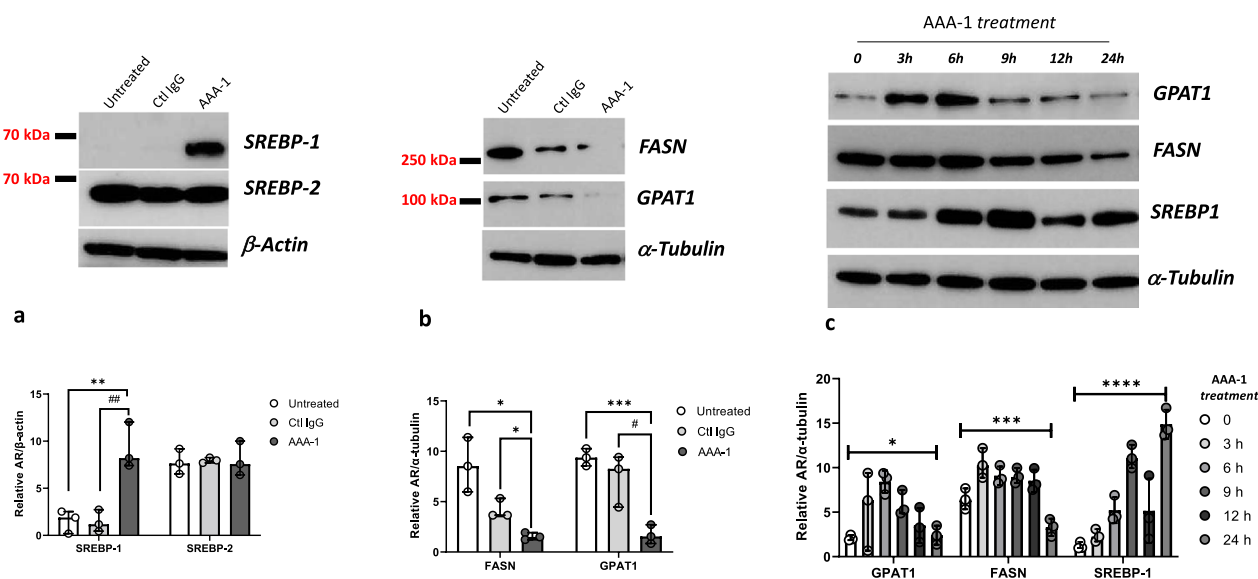 Untreated
Ctl IgG
AAA-1
70 kDa
SREBP-1
70 kDa
SREBP-2
β-Actin
a
Untreated
Ctl IgG
AAA-1
250 kDa
FASN
100 kDa
GPAT1
α-Tubulin
b
AAA-1 treatment
0 3h 6h 9h 12h 24h
GPAT1
FASN
SREBP1
α-Tubulin
c
Relative AR/β-actin
15
10
5
0
**
##
SREBP-1 SREBP-2
Untreated
Ctl IgG
AAA-1
Relative AR/α-tubulin
15
10
5
0
*
*
***
#
FASN GPAT1
Untreated
Ctl IgG
AAA-1
Relative AR/α-tubulin
20
15
10
5
0
*
***
****
GPAT1 FASN SREBP-1
AAA-1
treatment
0
3 h
6 h
9 h
12 h
24 h